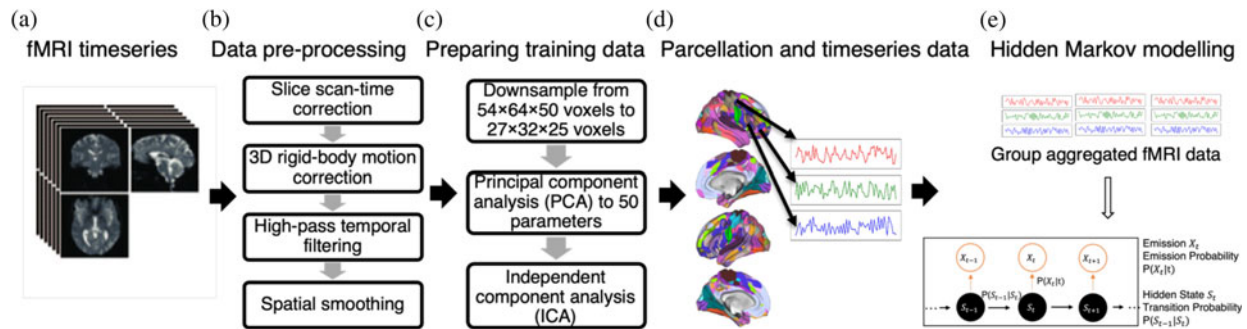 (a)
fMRI timeseries
(b)
Data pre-processing
Slice scan-time
correction
3D rigid-body motion
correction
High-pass temporal
filtering
Spatial smoothing
(c)
Preparing training data
Downsample from
54×64×50 voxels to
27×32×25 voxels
Principal component
analysis (PCA) to 50
parameters
Independent
component analysis
(ICA)
(d)
Parcellation and timeseries data
(e)
Hidden Markov modelling
Group aggregated fMRI data
X_{t−1}
X_t
X_{t+1}
Emission X_t
Emission Probability
P(X_t|t)
P(X_t|t)
P(S_{t−1}|S_t)
S_{t−1}
S_t
S_{t+1}
Hidden State S_t
Transition Probability
P(S_{t−1}|S_t)